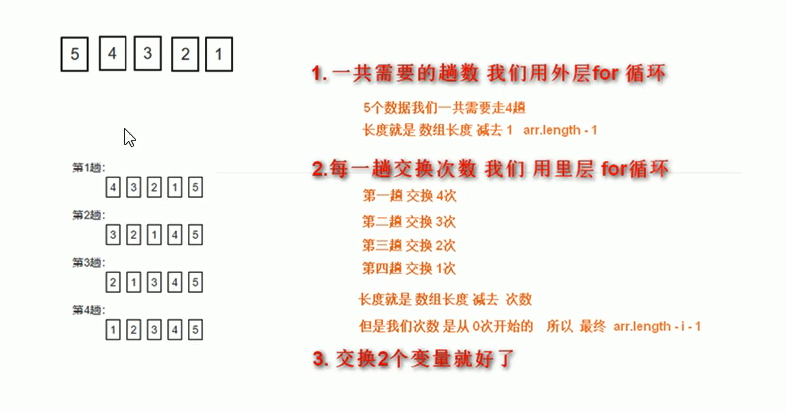 5 4 3 2 1
1. 一共需要的趟数 我们用外层for 循环
5个数据我们一共需要走4趟
长度就是 数组长度 减去 1 arr.length - 1
第1趟:
4 3 2 1 5
第2趟:
3 2 1 4 5
第3趟:
2 1 3 4 5
第4趟:
1 2 3 4 5
2.每一趟交换次数 我们 用里层 for循环
第一趟 交换 4次
第二趟 交换 3次
第三趟 交换 2次
第四趟 交换 1次
长度就是 数组长度 减去 次数
但是我们次数 是从 0次开始的 所以 最终 arr.length - i - 1
3. 交换2个变量就好了